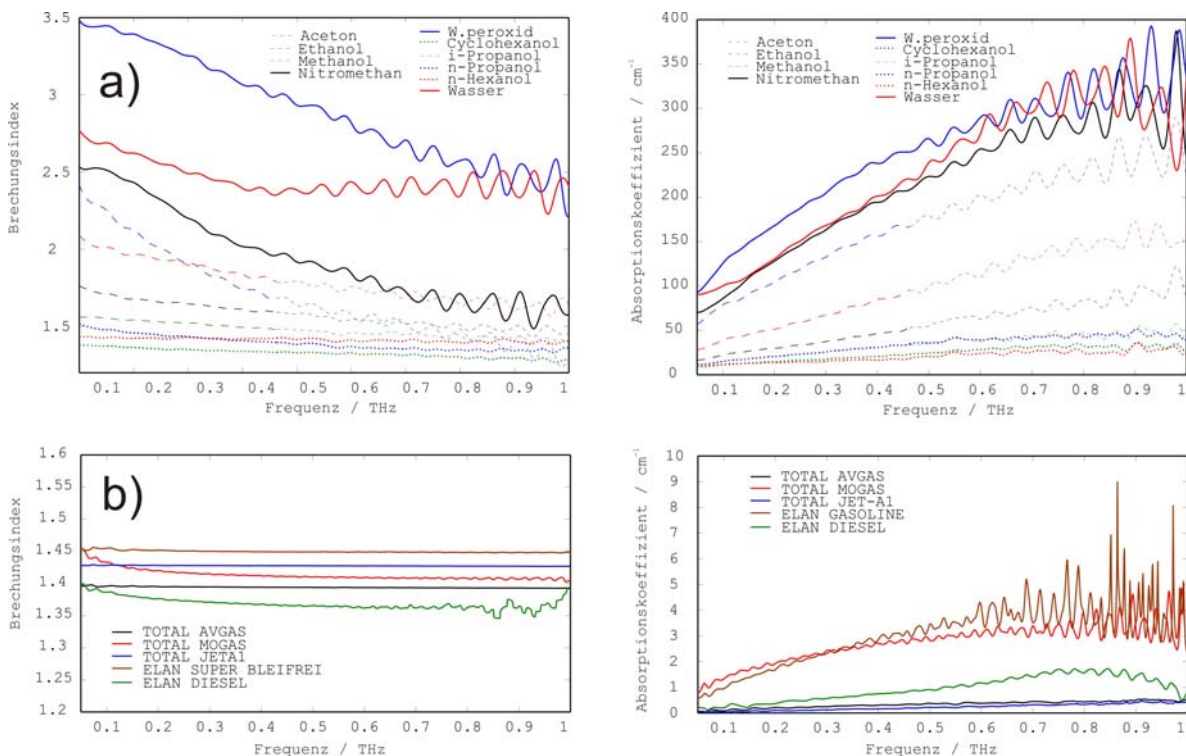 a)
Brechungsindex
3.5
3
2.5
2
1.5
Aceton
Ethanol
Methanol
Nitromethan
W.peroxid
Cyclohexanol
i-Propanol
n-Propanol
n-Hexanol
Wasser
0.1 0.2 0.3 0.4 0.5 0.6 0.7 0.8 0.9 1
Frequenz / THz
Absorptionskoeffizient / cm⁻¹
400
350
300
250
200
150
100
50
0
Aceton
Ethanol
Methanol
Nitromethan
W.peroxid
Cyclohexanol
i-Propanol
n-Propanol
n-Hexanol
Wasser
0.1 0.2 0.3 0.4 0.5 0.6 0.7 0.8 0.9 1
Frequenz / THz
b)
Brechungsindex
1.6
1.55
1.5
1.45
1.4
1.35
1.3
1.25
1.2
TOTAL AVGAS
TOTAL MOGAS
TOTAL JETA1
ELAN SUPER BLEIFREI
ELAN DIESEL
0.1 0.2 0.3 0.4 0.5 0.6 0.7 0.8 0.9 1
Frequenz / THz
Absorptionskoeffizient / cm⁻¹
10
9
8
7
6
5
4
3
2
1
0
TOTAL AVGAS
TOTAL MOGAS
TOTAL JET-A1
ELAN GASOLINE
ELAN DIESEL
0.1 0.2 0.3 0.4 0.5 0.6 0.7 0.8 0.9 1
Frequenz / THz